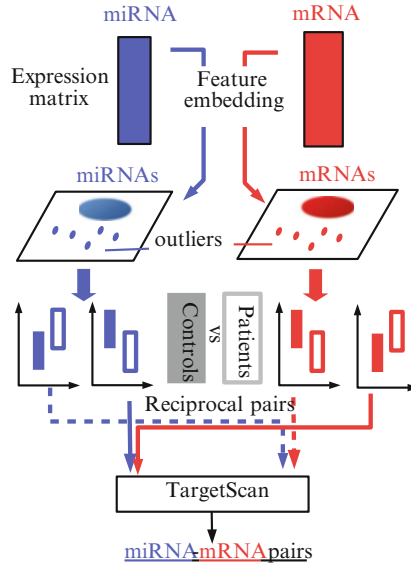 miRNA
mRNA
Expression
matrix
Feature
embedding
miRNAs
mRNAs
outliers
Controls
vs
Patients
Reciprocal pairs
TargetScan
miRNA-mRNA pairs